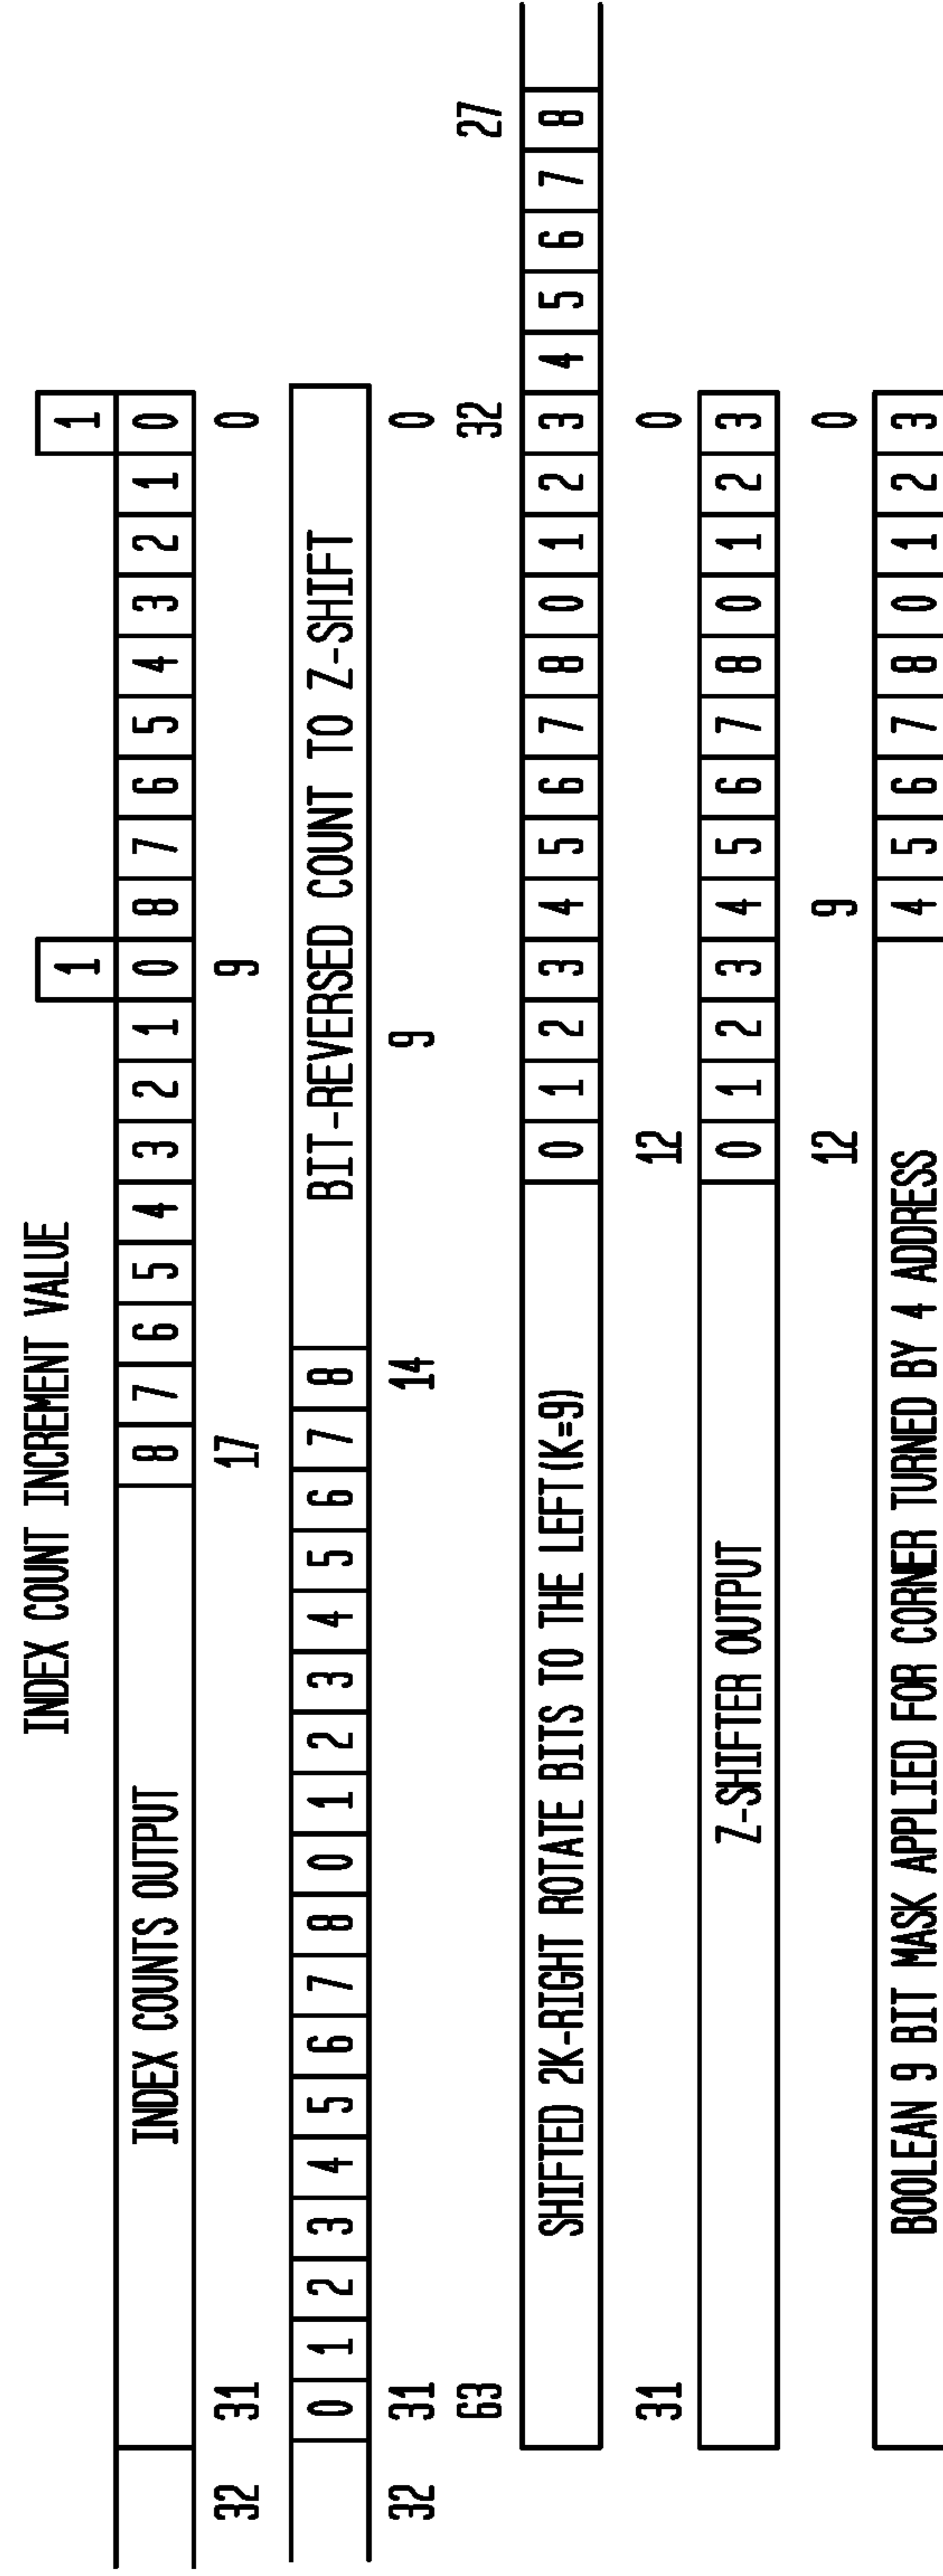 INDEX COUNT INCREMENT VALUE
1 1
INDEX COUNTS OUTPUT 8 7 6 5 4 3 2 1 0 8 7 6 5 4 3 2 1 0
32 31 17 9 0
0 1 2 3 4 5 6 7 8 0 1 2 3 4 5 6 7 8 BIT-REVERSED COUNT TO Z-SHIFT
32 31 14 9 0
63 32 27
SHIFTED 2K-RIGHT ROTATE BITS TO THE LEFT(K=9) 0 1 2 3 4 5 6 7 8 0 1 2 3 4 5 6 7 8
31 12 0
Z-SHIFTER OUTPUT 0 1 2 3 4 5 6 7 8 0 1 2 3
12 9 0
BOOLEAN 9 BIT MASK APPLIED FOR CORNER TURNED BY 4 ADDRESS 4 5 6 7 8 0 1 2 3